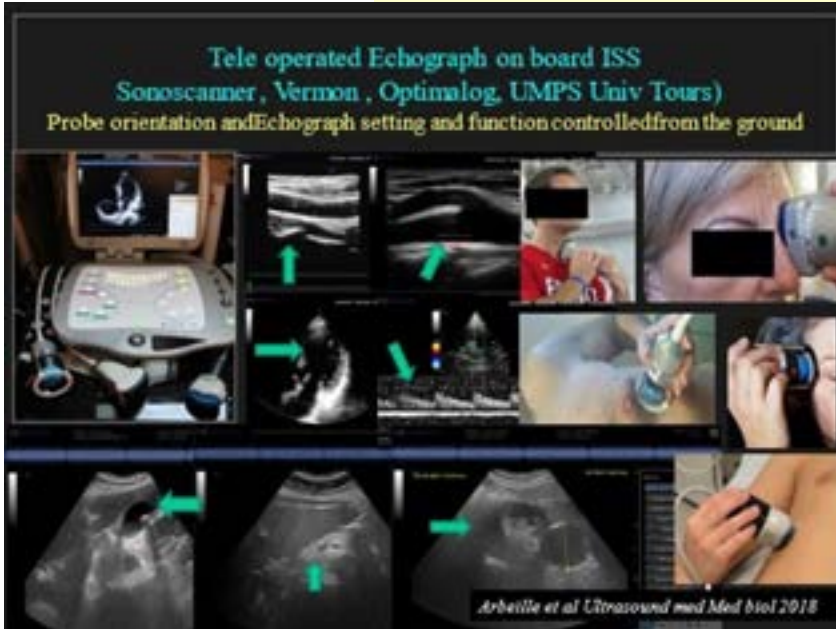 Tele operated Echograph on board ISS
Sonoscanner, Vermon , Optimalog, UMPS Univ Tours)
Probe orientation andEchograph setting and function controlledfrom the ground
Arbeille et al Ultrasound med Med biol 2018